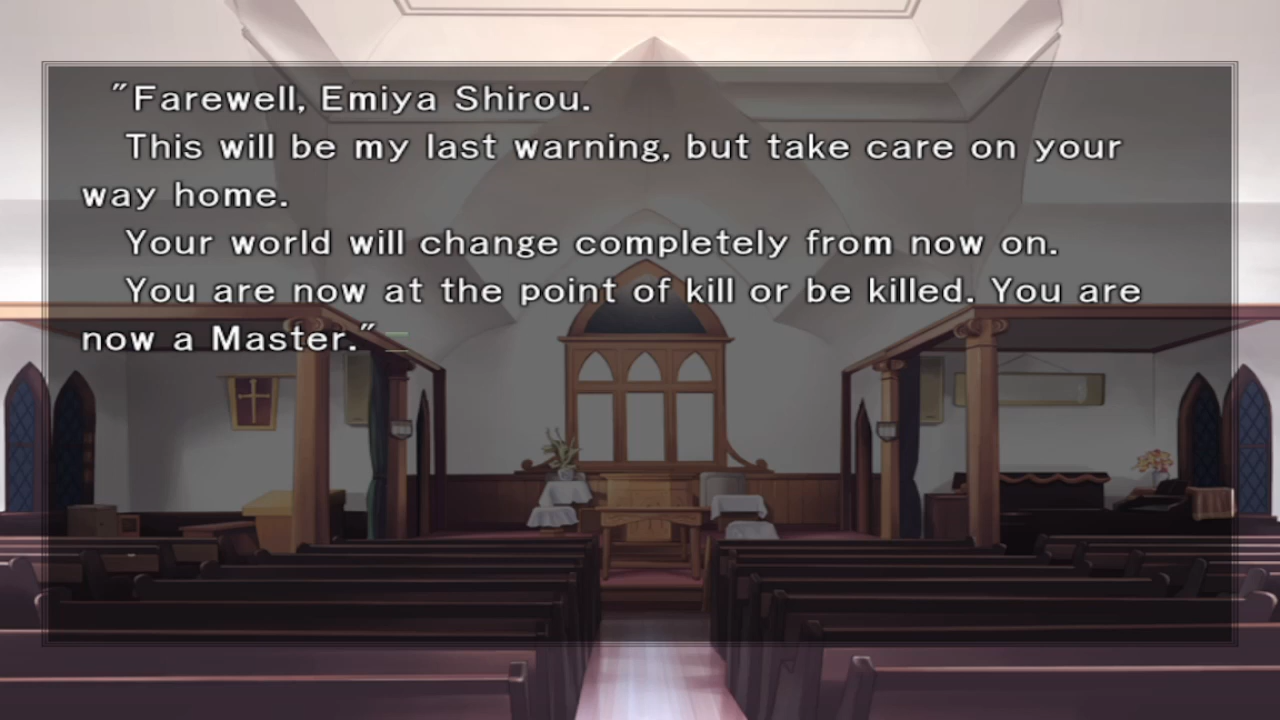 "Farewell, Emiya Shirou.
This will be my last warning, but take care on your
way home.
Your world will change completely from now on.
You are now at the point of kill or be killed. You are
now a Master."